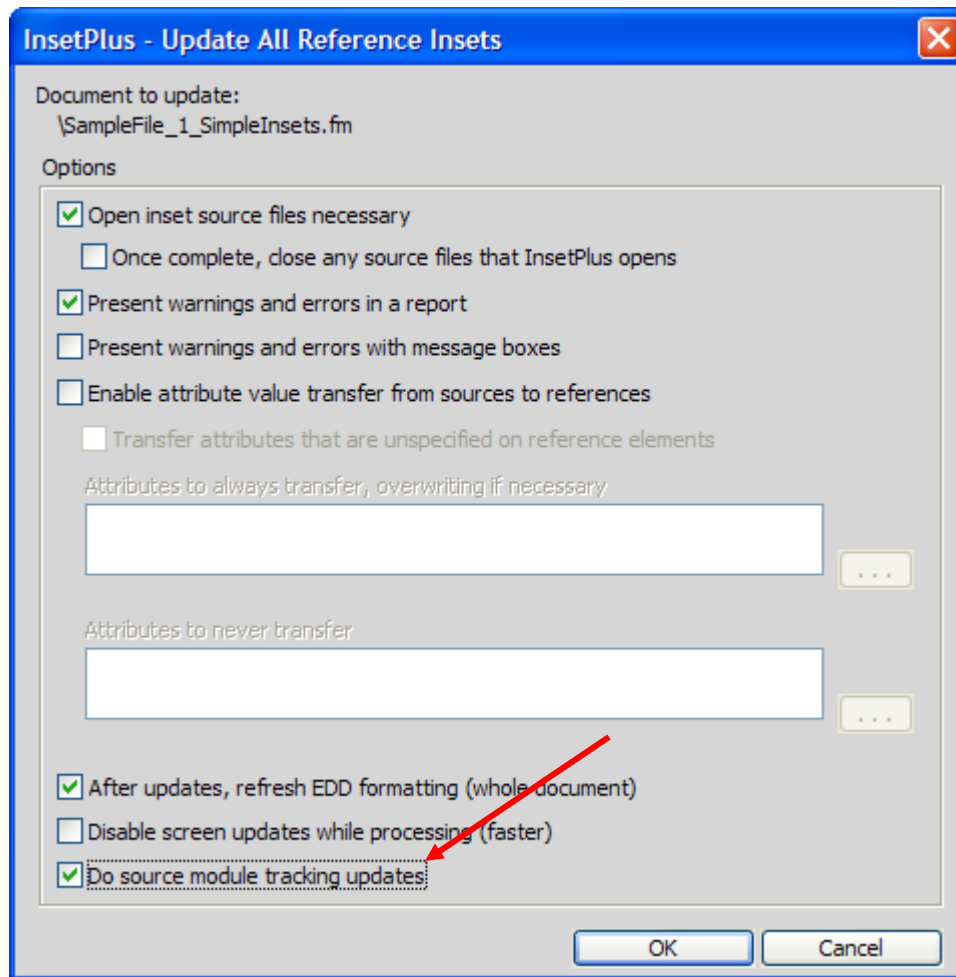 InsetPlus - Update All Reference Insets
Document to update:
\SampleFile_1_SimpleInsets.fm
Options
Open inset source files necessary
Once complete, close any source files that InsetPlus opens
Present warnings and errors in a report
Present warnings and errors with message boxes
Enable attribute value transfer from sources to references
Transfer attributes that are unspecified on reference elements
Attributes to always transfer, overwriting if necessary
...
Attributes to never transfer
...
After updates, refresh EDD formatting (whole document)
Disable screen updates while processing (faster)
Do source module tracking updates
OK Cancel